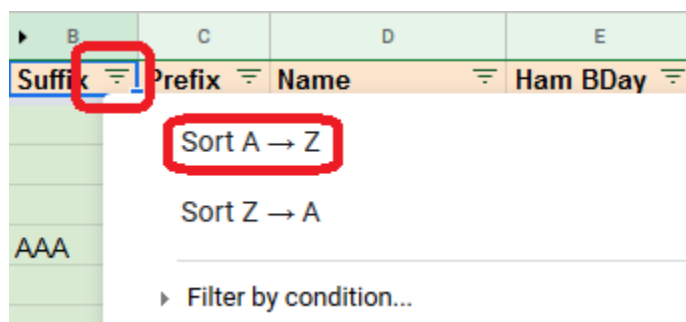 B C D E
Suffix Prefix Name Ham BDay
Sort A → Z
Sort Z → A
AAA
Filter by condition...